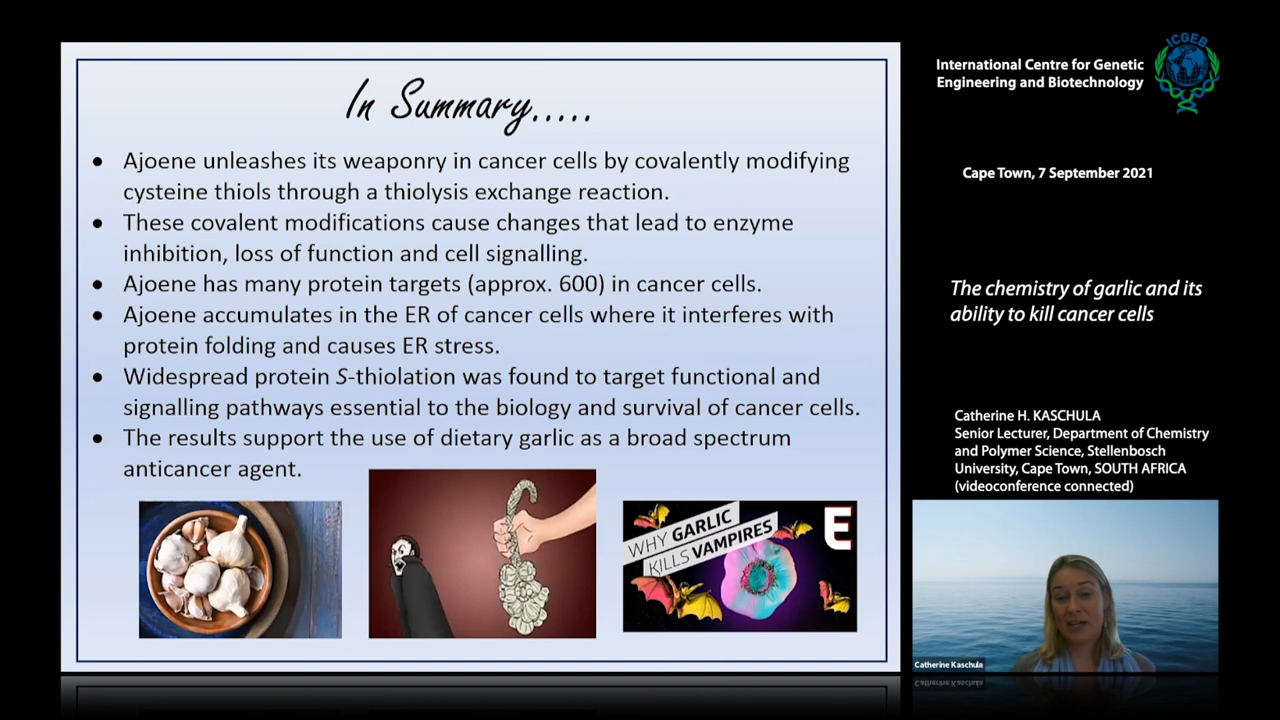 In Summary.....
● Ajoene unleashes its weaponry in cancer cells by covalently modifying
cysteine thiols through a thiolysis exchange reaction.
● These covalent modifications cause changes that lead to enzyme
inhibition, loss of function and cell signalling.
● Ajoene has many protein targets (approx. 600) in cancer cells.
● Ajoene accumulates in the ER of cancer cells where it interferes with
protein folding and causes ER stress.
● Widespread protein S-thiolation was found to target functional and
signalling pathways essential to the biology and survival of cancer cells.
● The results support the use of dietary garlic as a broad spectrum
anticancer agent.
WHY GARLIC
KILLS VAMPIRES
E
International Centre for Genetic
Engineering and Biotechnology
ICGEB
Cape Town, 7 September 2021
The chemistry of garlic and its
ability to kill cancer cells
Catherine H. KASCHULA
Senior Lecturer, Department of Chemistry
and Polymer Science, Stellenbosch
University, Cape Town, SOUTH AFRICA
(videoconference connected)
Catherine Kaschula